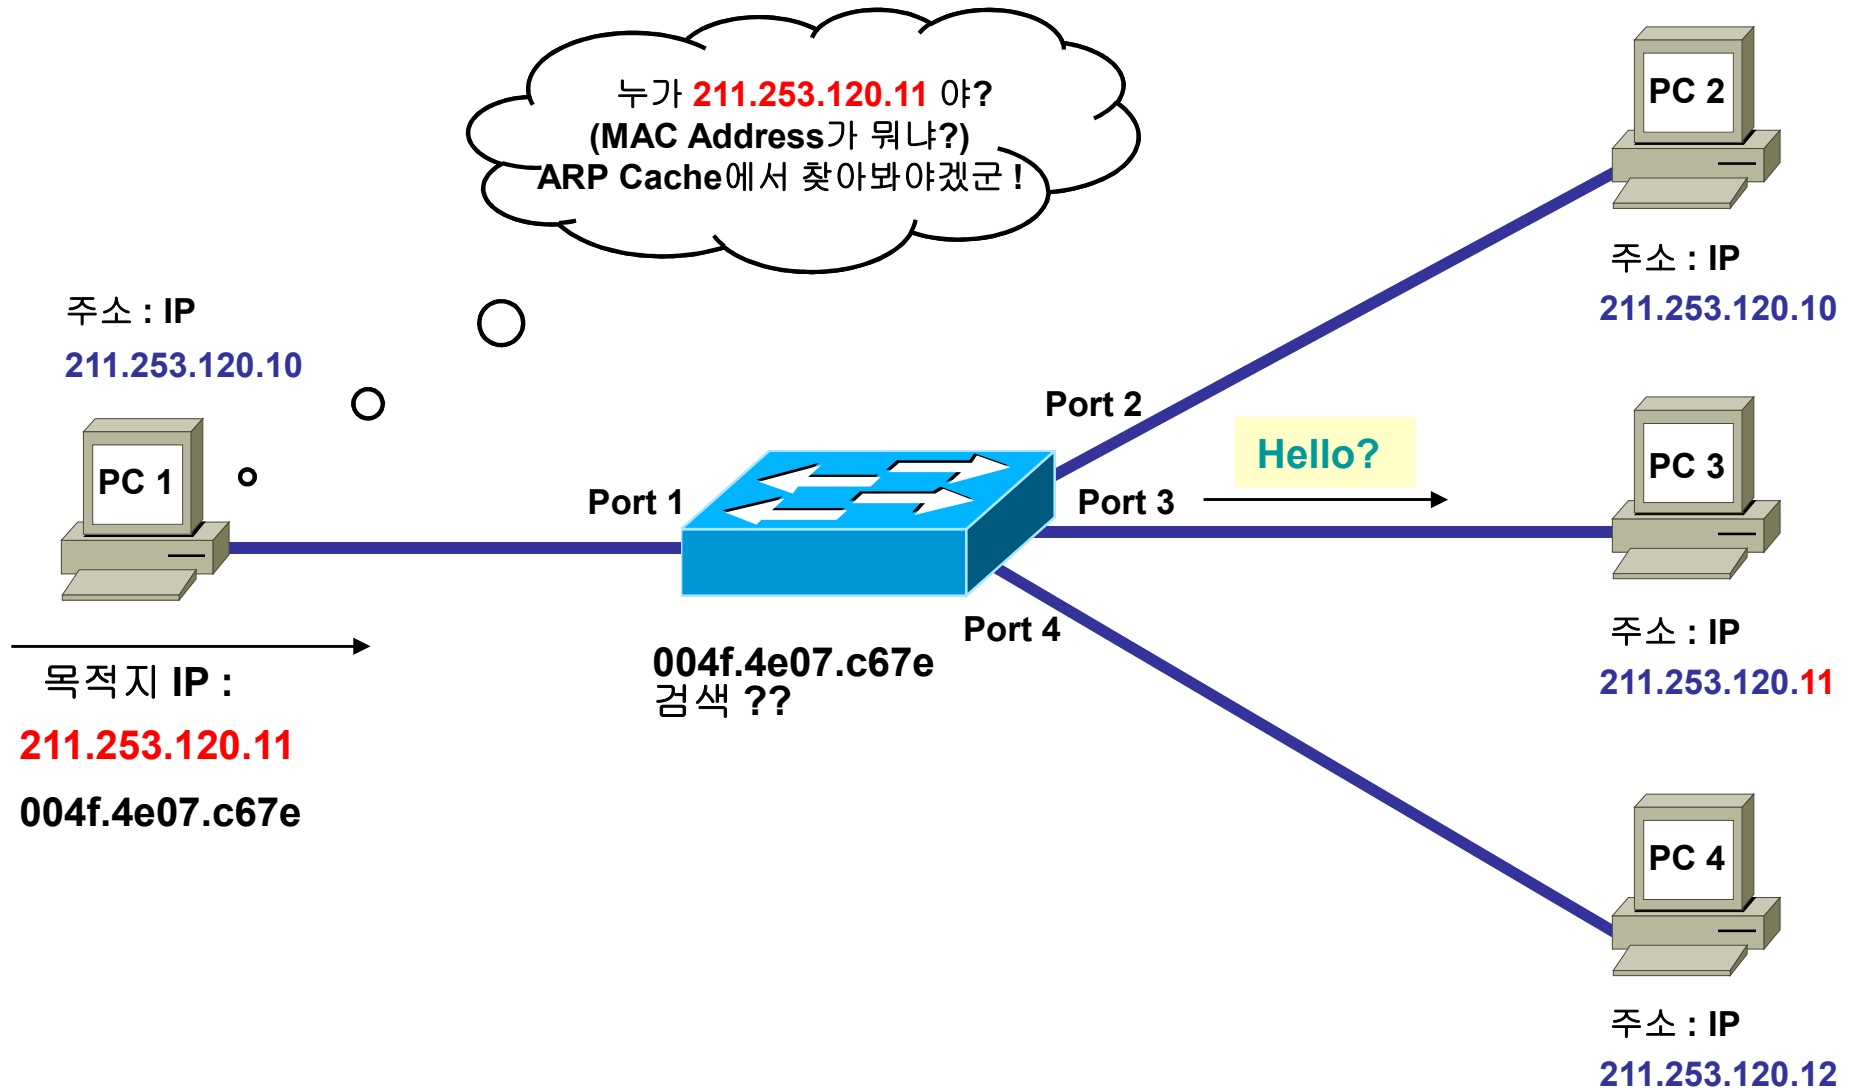 누가 211.253.120.11 야?
(MAC Address가 뭐냐?)
ARP Cache에서 찾아봐야겠군 !
PC 2
주소 : IP
211.253.120.10
주소 : IP
211.253.120.10
PC 1
Port 1
Port 2
Hello?
Port 3
PC 3
주소 : IP
211.253.120.11
Port 4
004f.4e07.c67e
검색 ??
목적지 IP :
211.253.120.11
004f.4e07.c67e
PC 4
주소 : IP
211.253.120.12